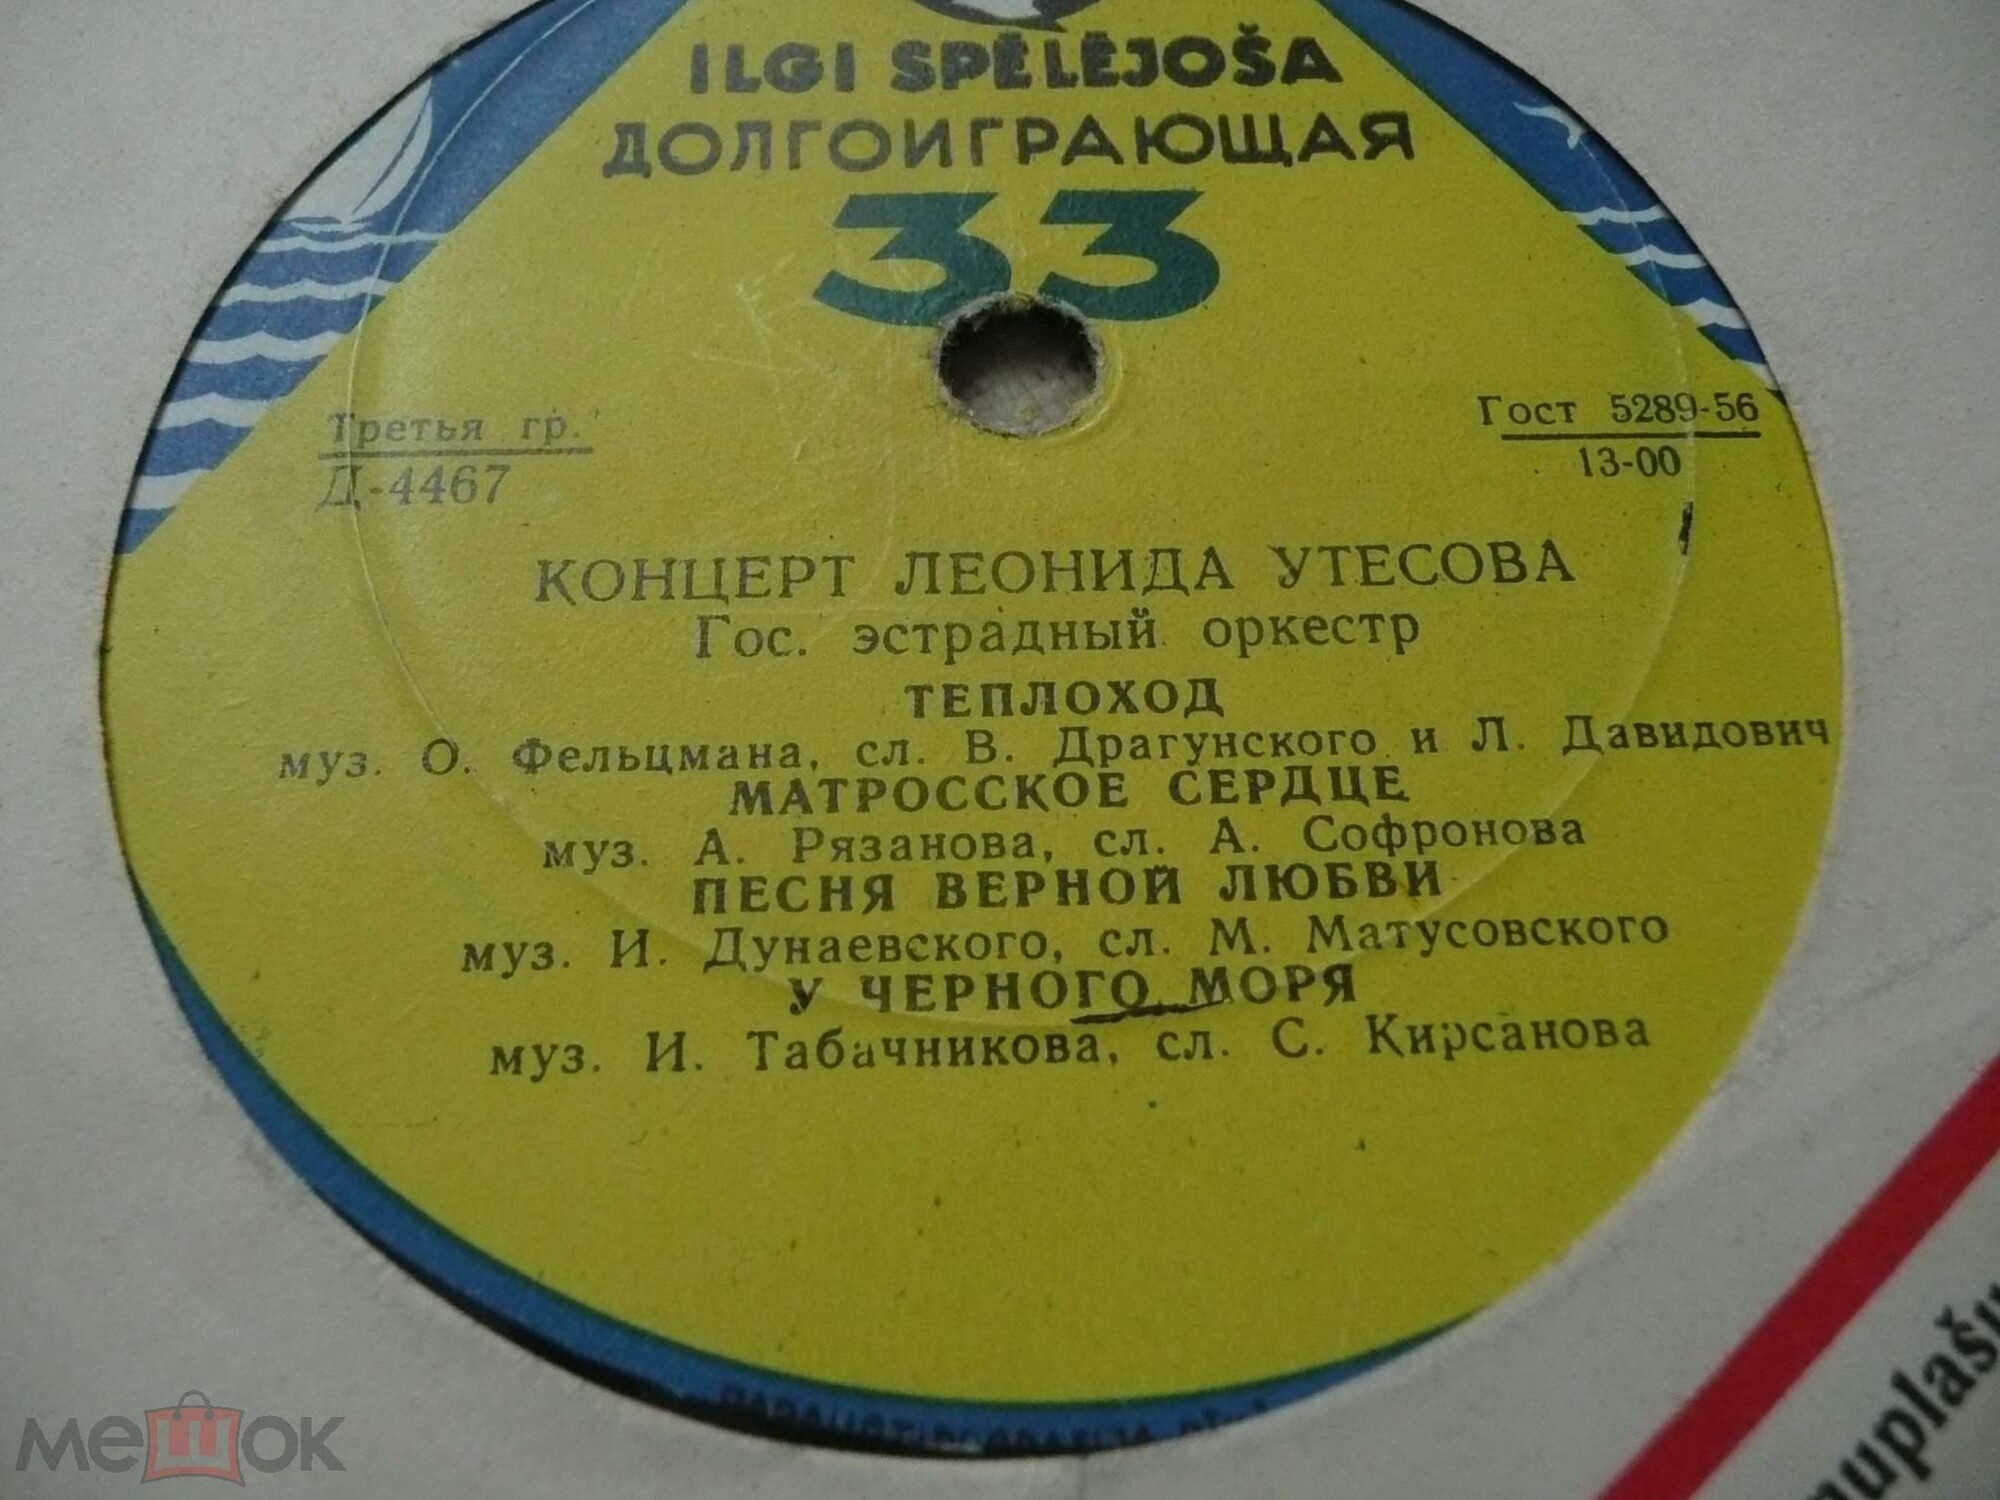 ILGI SPĒLĒJOŠA
ДОЛГОИГРАЮЩАЯ
33
Третья гр.
Д-4467
Гост 5289-56
13-00
КОНЦЕРТ ЛЕОНИДА УТЕСОВА
Гос. эстрадный оркестр
ТЕПЛОХОД
муз. О. Фельцмана, сл. В. Драгунского и Л. Давидович
МАТРОССКОЕ СЕРДЦЕ
муз. А. Рязанова, сл. А. Софронова
ПЕСНЯ ВЕРНОЙ ЛЮБВИ
муз. И. Дунаевского, сл. М. Матусовского
У ЧЕРНОГО МОРЯ
муз. И. Табачникова, сл. С. Кирсанова
мешок